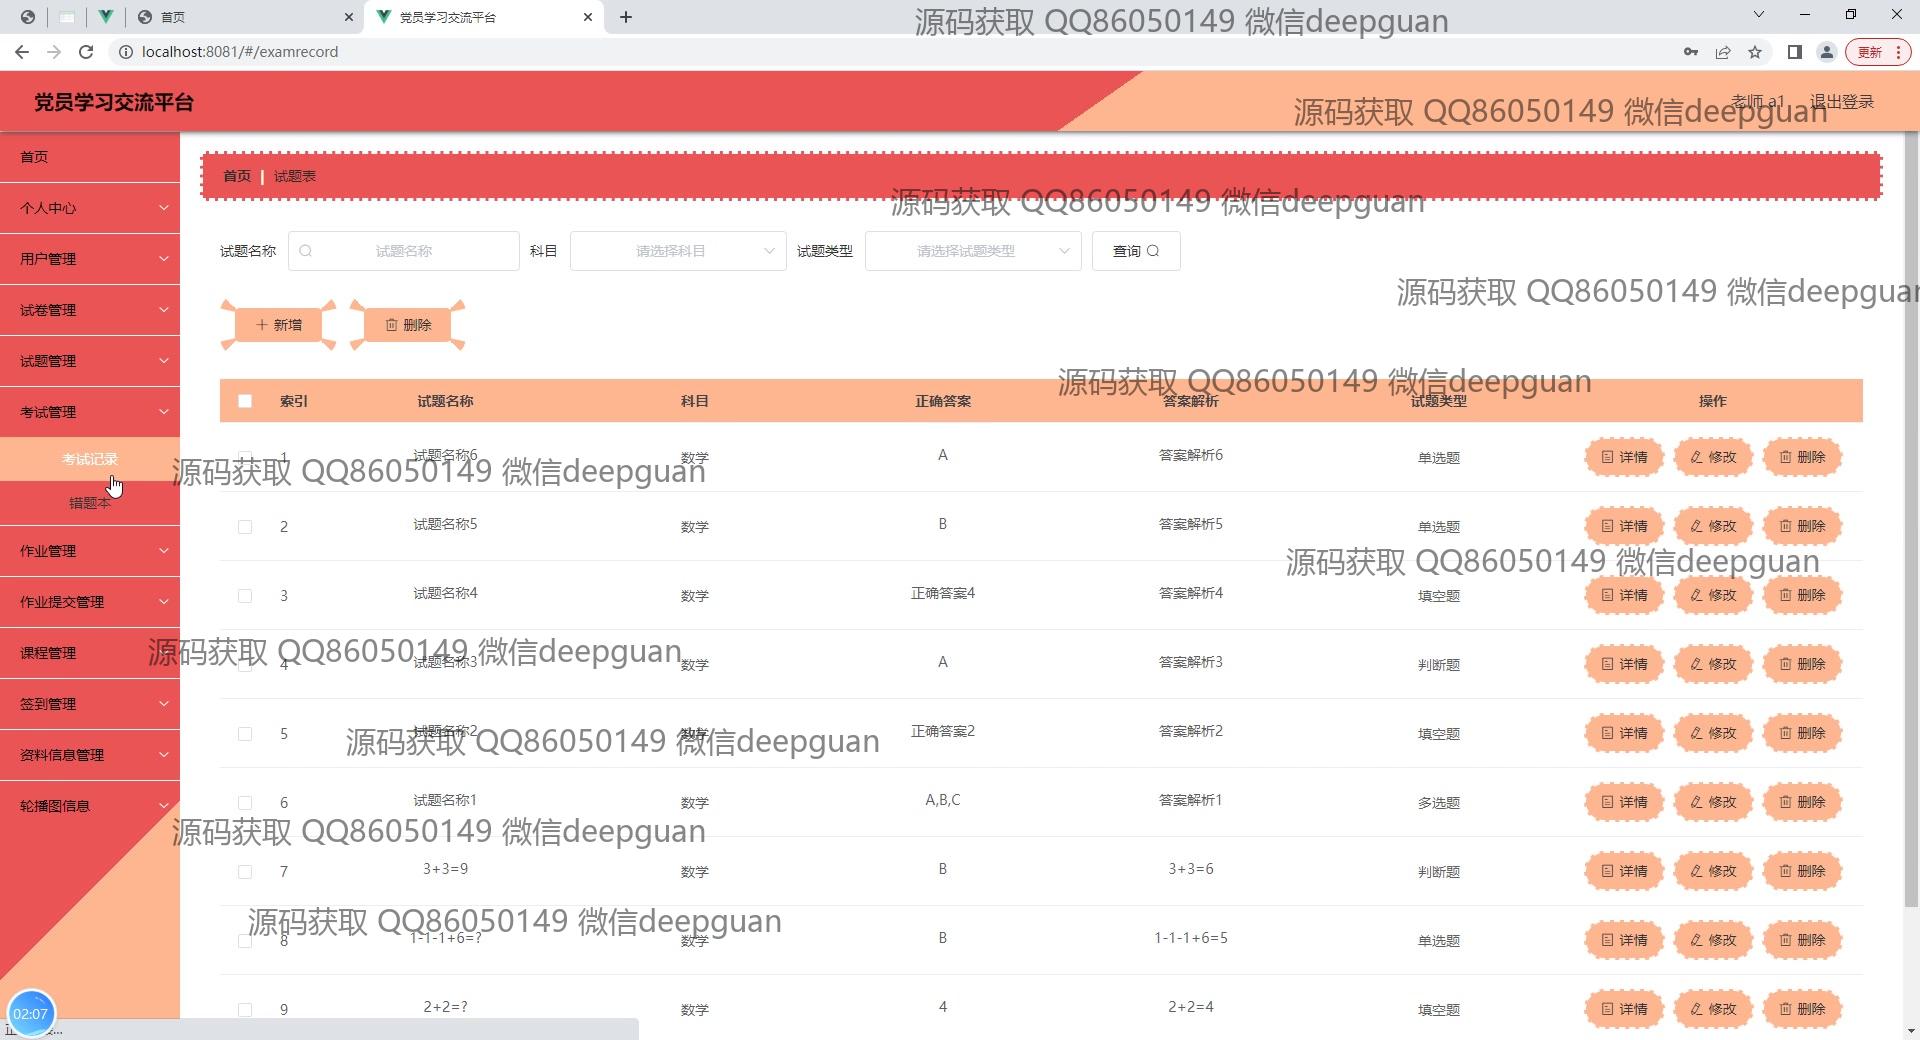 首页
党员学习交流平台
源码获取 QQ86050149 微信deepguan
localhost:8081/#/examrecord
更新
党员学习交流平台
老师 a1
退出登录
源码获取 QQ86050149 微信deepguan
首页
个人中心
用户管理
试卷管理
试题管理
考试管理
考试记录
错题本
作业管理
作业提交管理
课程管理
签到管理
资料信息管理
轮播图信息
首页 | 试题表
源码获取 QQ86050149 微信deepguan
试题名称 试题名称 科目 请选择科目 试题类型 请选择试题类型 查询
源码获取 QQ86050149 微信deepguan
新增 删除
源码获取 QQ86050149 微信deepguan
索引 试题名称 科目 正确答案 答案解析 试题类型 操作
1 试题名称6 数学 A 答案解析6 单选题 详情 修改 删除
源码获取 QQ86050149 微信deepguan
2 试题名称5 数学 B 答案解析5 单选题 详情 修改 删除
源码获取 QQ86050149 微信deepguan
3 试题名称4 数学 正确答案4 答案解析4 填空题 详情 修改 删除
源码获取 QQ86050149 微信deepguan
4 试题名称3 数学 A 答案解析3 判断题 详情 修改 删除
5 试题名称2 数学 正确答案2 答案解析2 填空题 详情 修改 删除
源码获取 QQ86050149 微信deepguan
6 试题名称1 数学 A,B,C 答案解析1 多选题 详情 修改 删除
源码获取 QQ86050149 微信deepguan
7 3+3=9 数学 B 3+3=6 判断题 详情 修改 删除
源码获取 QQ86050149 微信deepguan
8 1-1-1+6=? 数学 B 1-1-1+6=5 单选题 详情 修改 删除
9 2+2=? 数学 4 2+2=4 填空题 详情 修改 删除
02:07